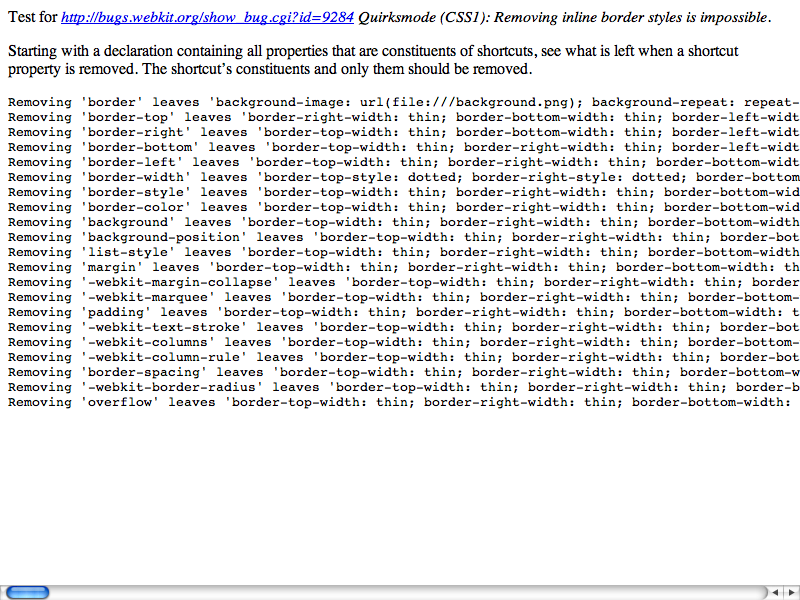 Test for http://bugs.webkit.org/show_bug.cgi?id=9284 Quirksmode (CSS1): Removing inline border styles is impossible.
Starting with a declaration containing all properties that are constituents of shortcuts, see what is left when a shortcut
property is removed. The shortcut's constituents and only them should be removed.
Removing 'border' leaves 'background-image: url(file:///background.png); background-repeat: repeat-
Removing 'border-top' leaves 'border-right-width: thin; border-bottom-width: thin; border-left-widt
Removing 'border-right' leaves 'border-top-width: thin; border-bottom-width: thin; border-left-widt
Removing 'border-bottom' leaves 'border-top-width: thin; border-right-width: thin; border-left-widt
Removing 'border-left' leaves 'border-top-width: thin; border-right-width: thin; border-bottom-widt
Removing 'border-width' leaves 'border-top-style: dotted; border-right-style: dotted; border-bottom
Removing 'border-style' leaves 'border-top-width: thin; border-right-width: thin; border-bottom-wid
Removing 'border-color' leaves 'border-top-width: thin; border-right-width: thin; border-bottom-wid
Removing 'background' leaves 'border-top-width: thin; border-right-width: thin; border-bottom-width
Removing 'background-position' leaves 'border-top-width: thin; border-right-width: thin; border-bot
Removing 'list-style' leaves 'border-top-width: thin; border-right-width: thin; border-bottom-width
Removing 'margin' leaves 'border-top-width: thin; border-right-width: thin; border-bottom-width: th
Removing '-webkit-margin-collapse' leaves 'border-top-width: thin; border-right-width: thin; border
Removing '-webkit-marquee' leaves 'border-top-width: thin; border-right-width: thin; border-bottom-
Removing 'padding' leaves 'border-top-width: thin; border-right-width: thin; border-bottom-width: t
Removing '-webkit-text-stroke' leaves 'border-top-width: thin; border-right-width: thin; border-bot
Removing '-webkit-columns' leaves 'border-top-width: thin; border-right-width: thin; border-bottom-
Removing '-webkit-column-rule' leaves 'border-top-width: thin; border-right-width: thin; border-bot
Removing 'border-spacing' leaves 'border-top-width: thin; border-right-width: thin; border-bottom-w
Removing '-webkit-border-radius' leaves 'border-top-width: thin; border-right-width: thin; border-b
Removing 'overflow' leaves 'border-top-width: thin; border-right-width: thin; border-bottom-width: